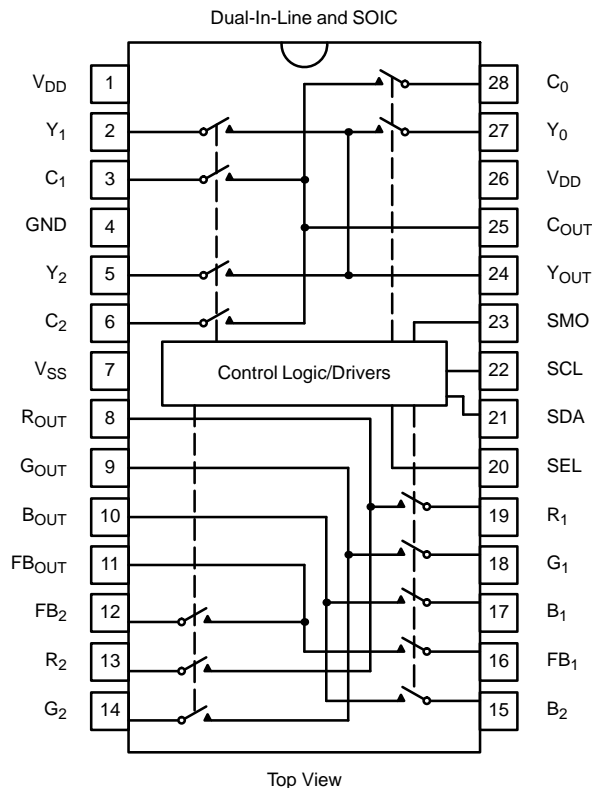 Dual-In-Line and SOIC
VDD 1 28 C0
Y1 2 27 Y0
C1 3 26 VDD
GND 4 25 COUT
Y2 5 24 YOUT
C2 6 23 SMO
VSS 7 Control Logic/Drivers 22 SCL
ROUT 8 21 SDA
GOUT 9 20 SEL
BOUT 10 19 R1
FBOUT 11 18 G1
FB2 12 17 B1
R2 13 16 FB1
G2 14 15 B2
Top View